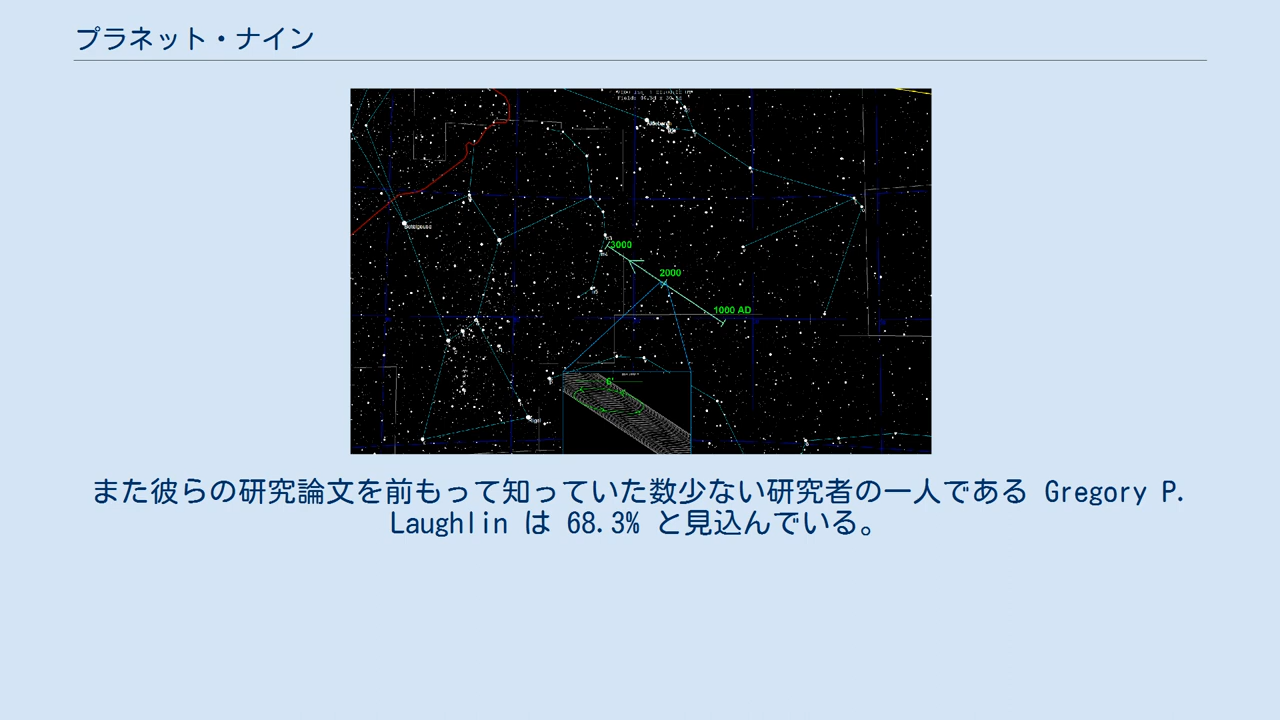 プラネット・ナイン
3000
2000
1000 AD
6'
また彼らの研究論文を前もって知っていた数少ない研究者の一人である Gregory P.
Laughlin は 68.3% と見込んでいる。